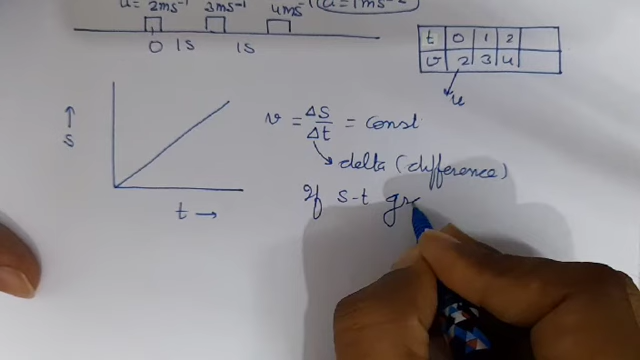 u = 2ms⁻¹ 3ms⁻¹ 4ms⁻¹ a = 1ms⁻²
0 1s 1s
t 0 1 2
v 2 3 4
u
s
t →
v = Δs/Δt = const
delta (difference)
If s-t gr